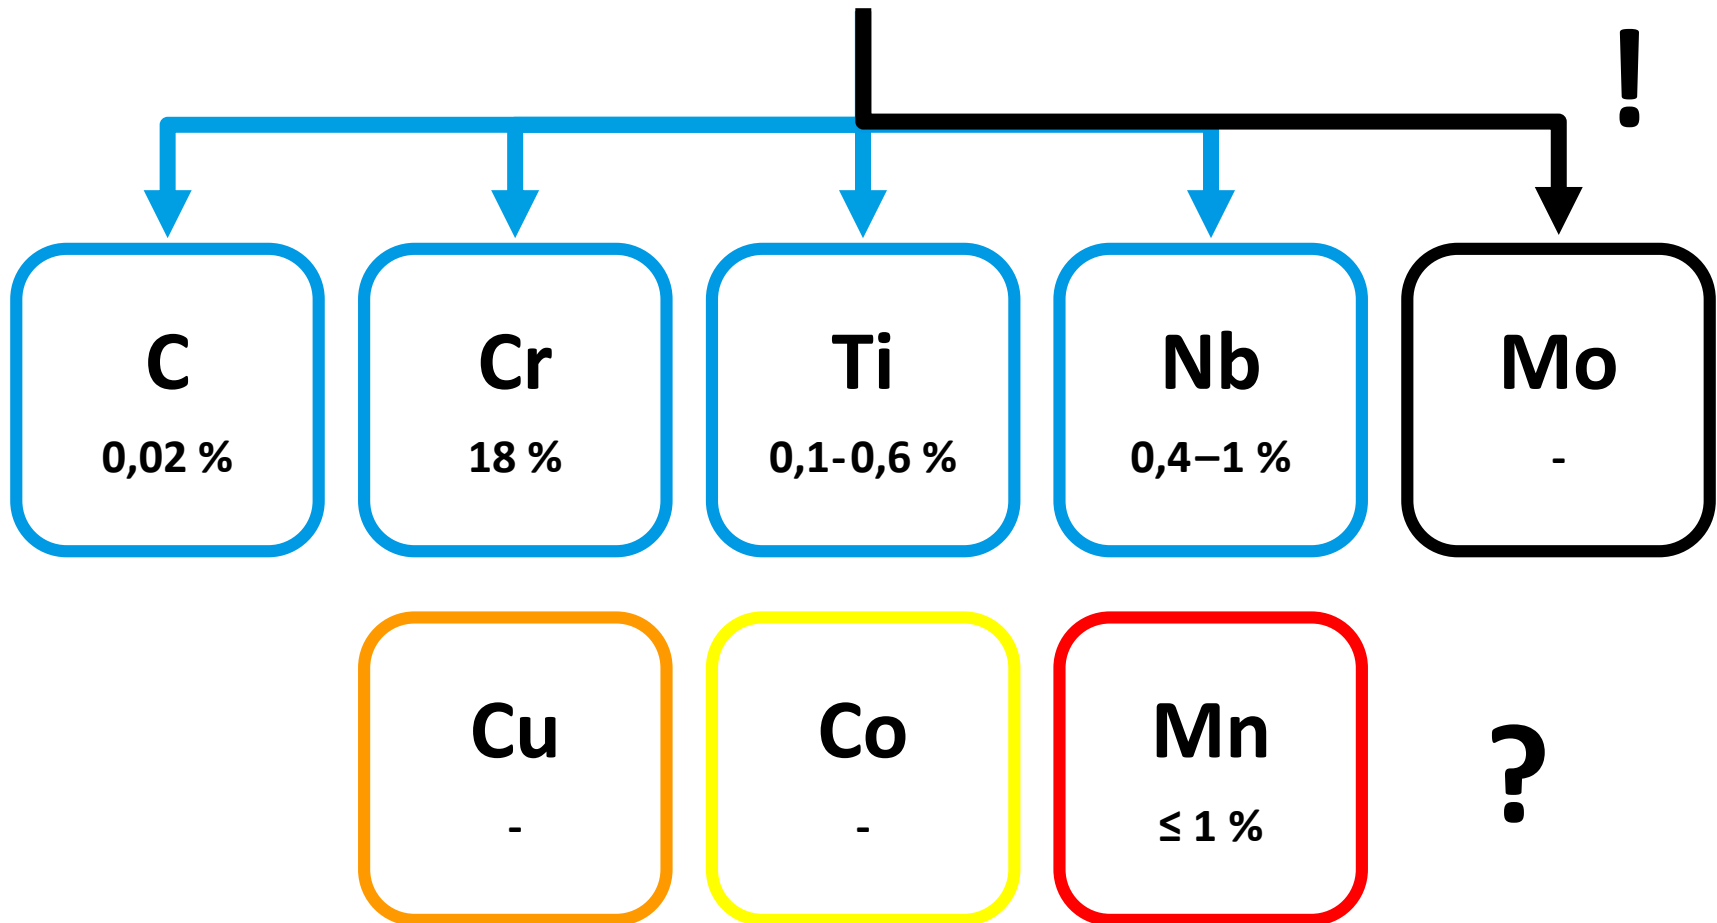 !
C
0,02 %
Cr
18 %
Ti
0,1-0,6 %
Nb
0,4–1 %
Mo
-
Cu
-
Co
-
Mn
≤ 1 %
?